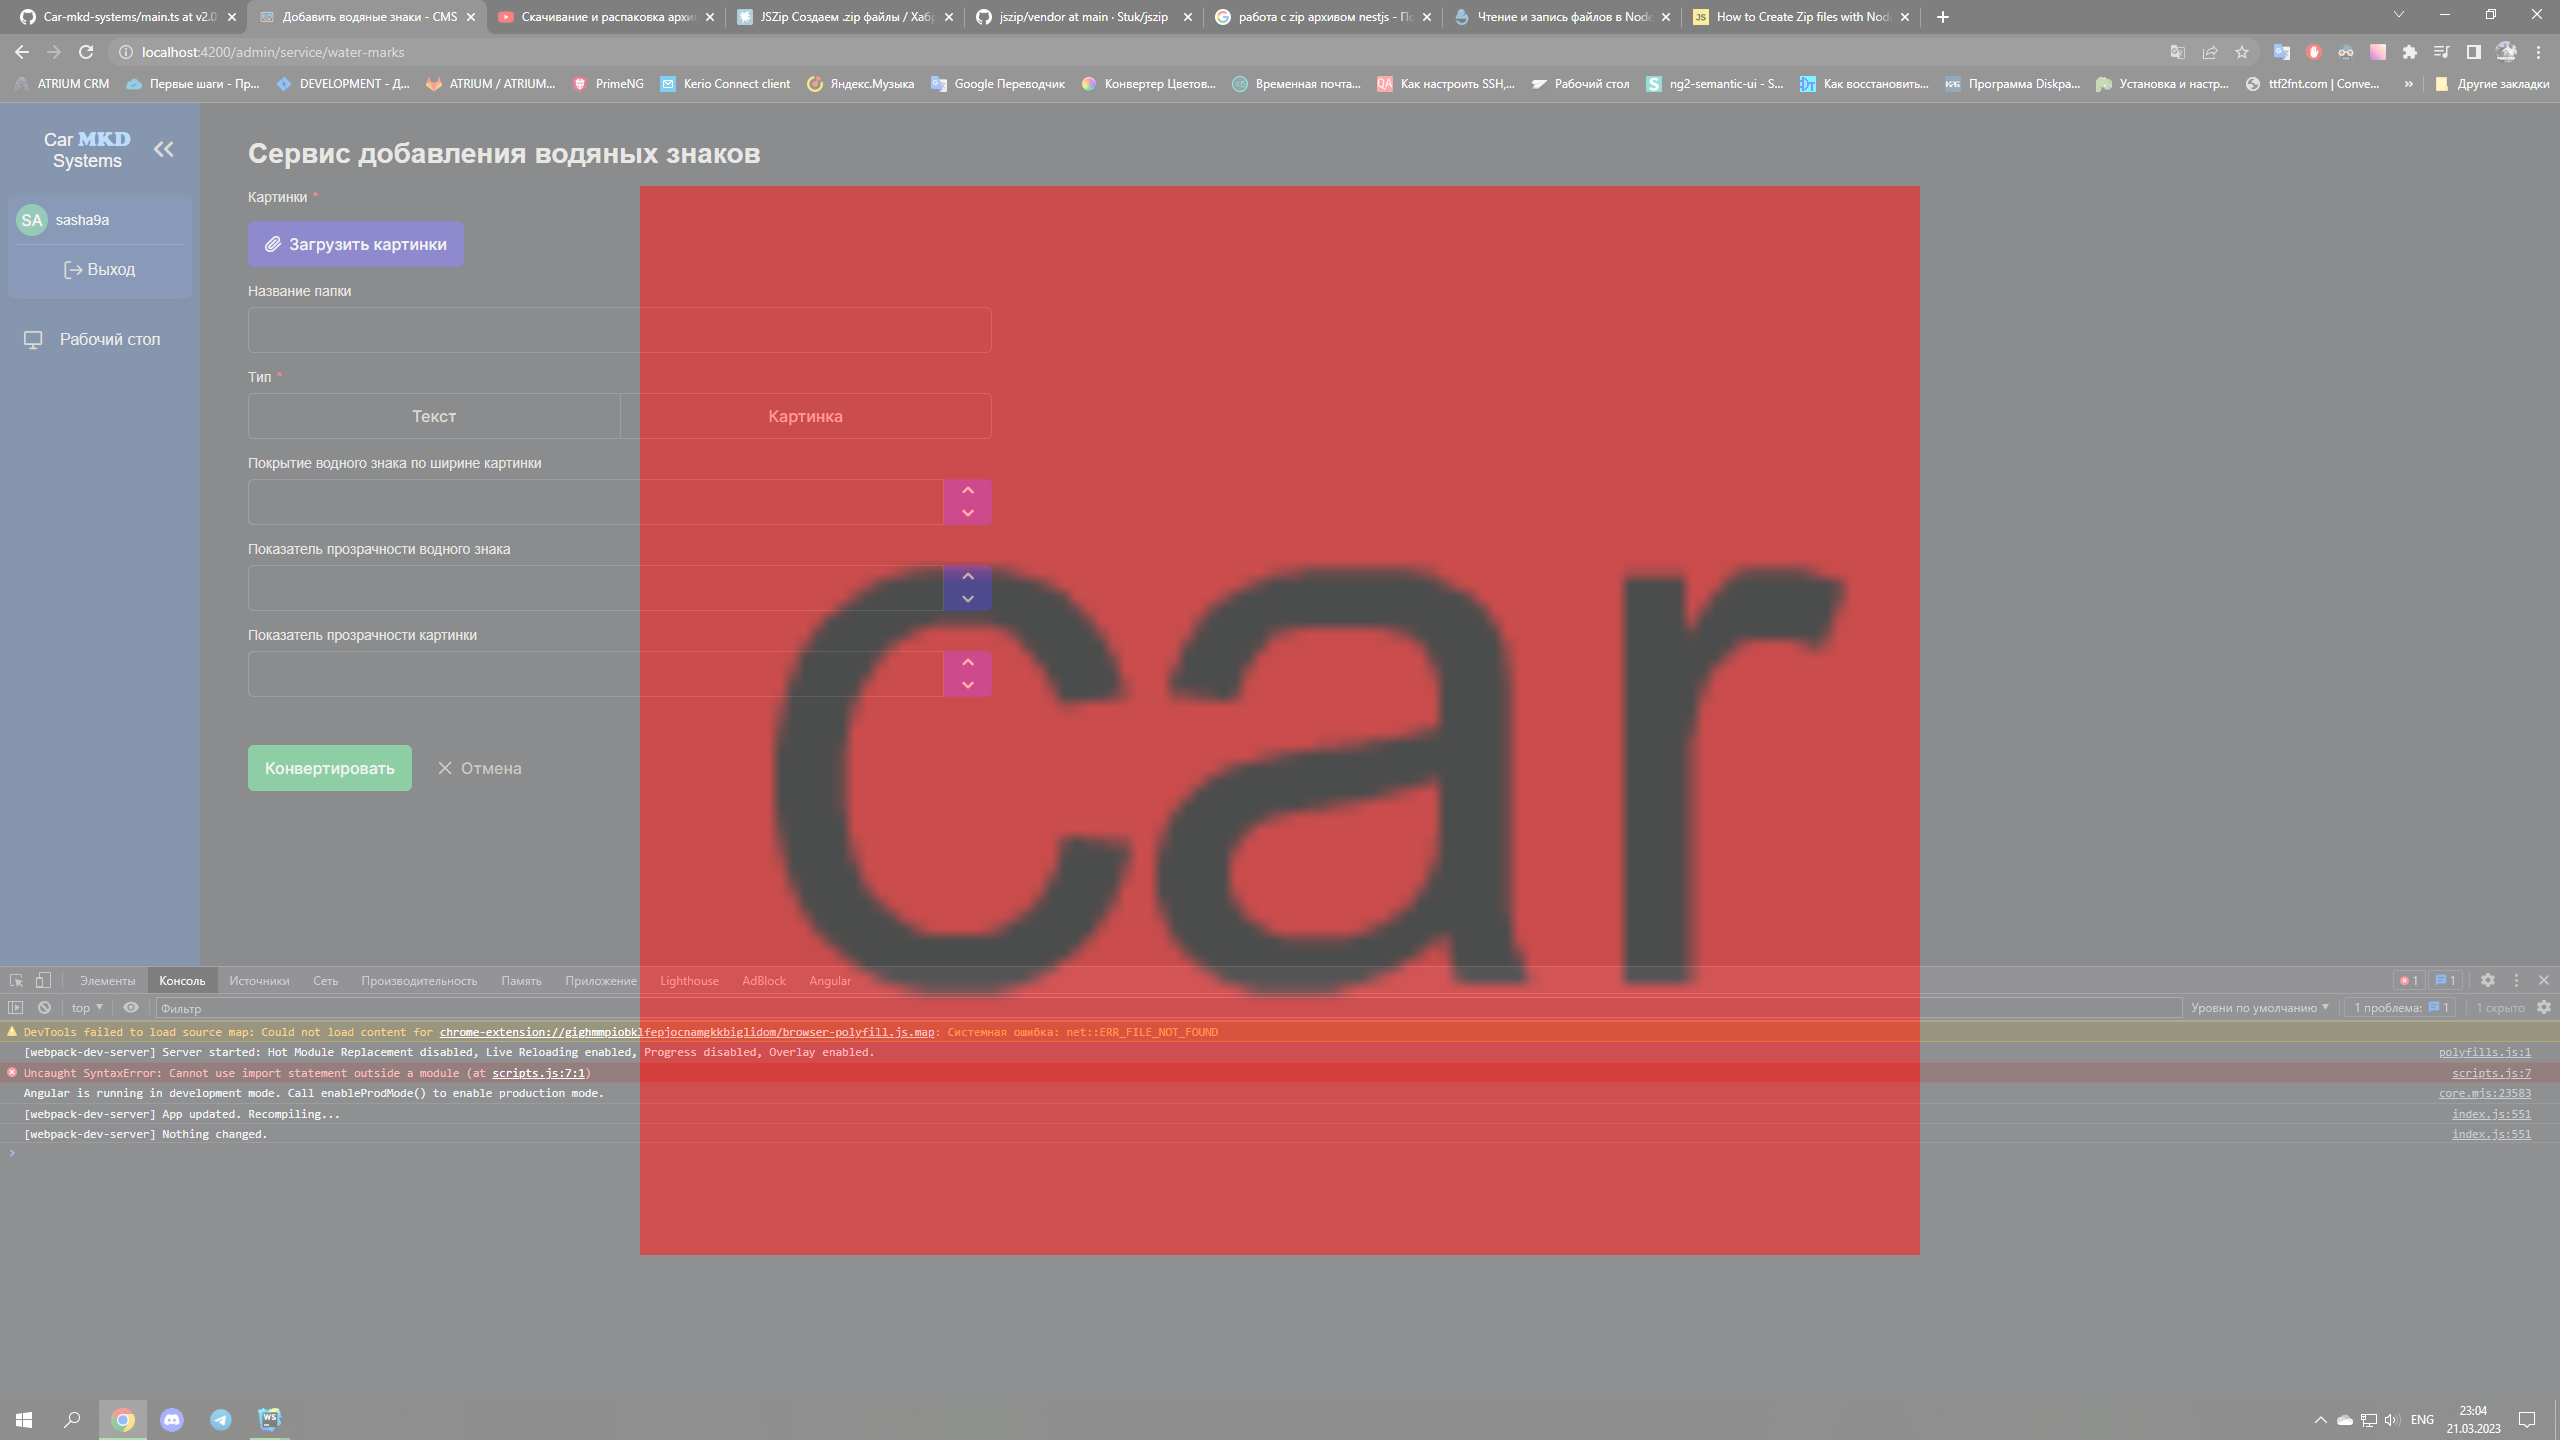 Car-mkd-systems/main.ts at v2.0
Добавить водяные знаки - CMS
Скачивание и распаковка архи
JSZip Создаем .zip файлы / Хаб
jszip/vendor at main · Stuk/jszip
работа с zip архивом nestjs - По
Чтение и запись файлов в Node
How to Create Zip files with Nod
localhost:4200/admin/service/water-marks
ATRIUM CRM
Первые шаги - Пр...
DEVELOPMENT - Д...
ATRIUM / ATRIUM...
PrimeNG
Kerio Connect client
Яндекс.Музыка
Google Переводчик
Конвертер Цветов...
Временная почта...
QA Как настроить SSH,...
Рабочий стол
ng2-semantic-ui - S...
Как восстановить...
Программа Diskpa...
Установка и настр...
ttf2fnt.com | Conve...
»
Другие закладки
Car MKD
Systems
SA sasha9a
Выход
Рабочий стол
Сервис добавления водяных знаков
Картинки *
Загрузить картинки
Название папки
Тип *
Текст
Картинка
Покрытие водного знака по ширине картинки
Показатель прозрачности водного знака
Показатель прозрачности картинки
Конвертировать
Отмена
car
Элементы Консоль Источники Сеть Производительность Память Приложение Lighthouse AdBlock Angular 1 1
top Фильтр Уровни по умолчанию 1 проблема: 1 1 скрыто
DevTools failed to load source map: Could not load content for chrome-extension://gighmmpiobklfepjocnamgkkbiglidom/browser-polyfill.js.map: Системная ошибка: net::ERR_FILE_NOT_FOUND
[webpack-dev-server] Server started: Hot Module Replacement disabled, Live Reloading enabled, Progress disabled, Overlay enabled. polyfills.js:1
Uncaught SyntaxError: Cannot use import statement outside a module (at scripts.js:7:1) scripts.js:7
Angular is running in development mode. Call enableProdMode() to enable production mode. core.mjs:23583
[webpack-dev-server] App updated. Recompiling... index.js:551
[webpack-dev-server] Nothing changed. index.js:551
WS
ENG
23:04
21.03.2023